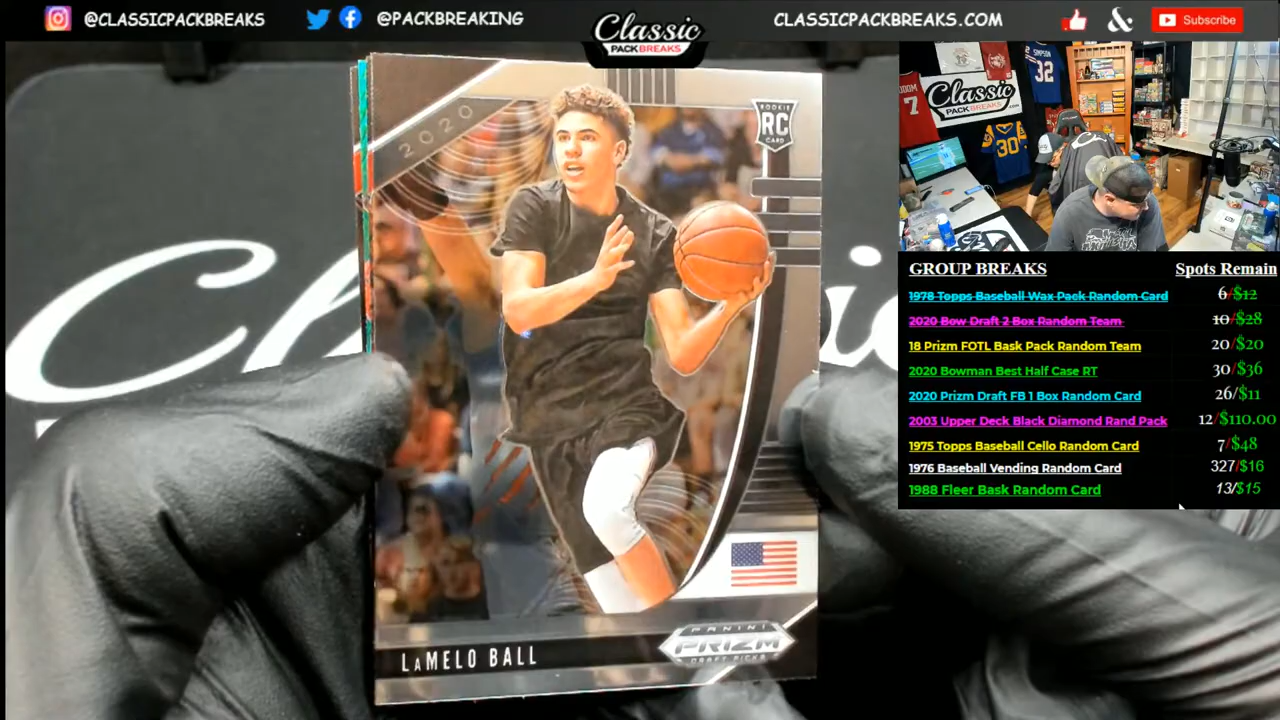 @CLASSICPACKBREAKS
@PACKBREAKING
Classic
PACK BREAKS
CLASSICPACKBREAKS.COM
&
Subscribe
2020
ROOKIE
RC
CARD
LAMELO BALL
PANINI
PRIZM
DRAFT PICKS
Classic
PACK BREAKS
.COM
7
32
30
SIMPSON
GROUP BREAKS Spots Remain
1978 Topps Baseball Wax Pack Random Card 6/$12
2020 Bow Draft 2 Box Random Team 10/$28
18 Prizm FOTL Bask Pack Random Team 20/$20
2020 Bowman Best Half Case RT 30/$36
2020 Prizm Draft FB 1 Box Random Card 26/$11
2003 Upper Deck Black Diamond Rand Pack 12/$110.00
1975 Topps Baseball Cello Random Card 7/$48
1976 Baseball Vending Random Card 327/$16
1988 Fleer Bask Random Card 13/$15